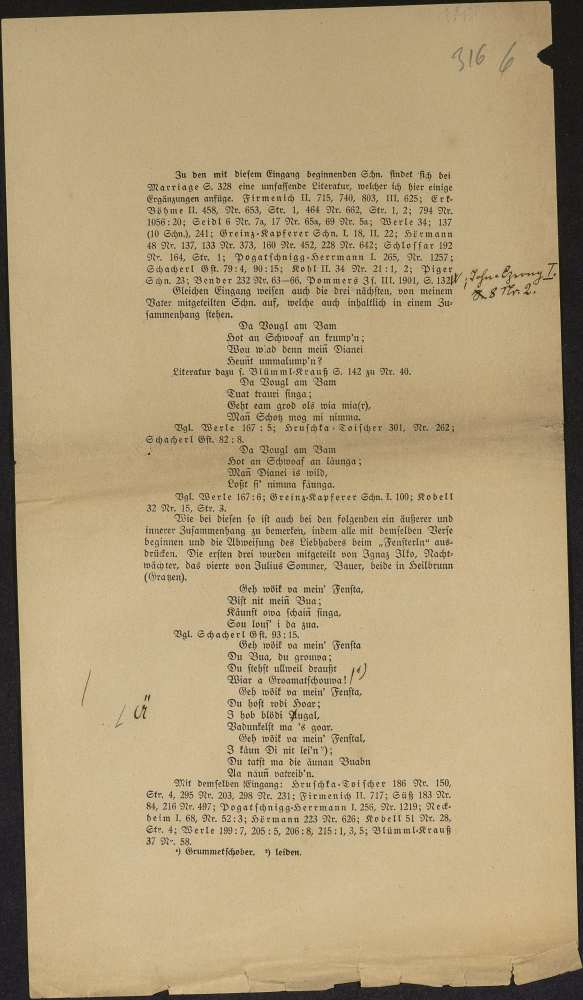 316 6
Zu den mit diesem Eingang beginnenden Schn. findet sich bei
Marriage S. 328 eine umfassende Literatur, welcher ich hier einige
Ergänzungen anfüge. Firmenich II. 715, 740, 803, III. 625; Erk-
Böhme II. 458, Nr. 653, Str. 1, 464 Nr. 662, Str. 1, 2; 794 Nr.
1056:20; Seidl 6 Nr. 7a, 17 Nr. 65a, 69 Nr. 5a; Werle 34; 137
(10 Schn.), 241; Greinz-Kapferer Schn. I. 18, II. 22; Hörmann
48 Nr. 137, 133 Nr. 373, 160 Nr. 452, 228 Nr. 642; Schlossar 192
Nr. 164, Str. 1; Pogatschnigg-Herrmann I. 265, Nr. 1257;
Schacherl Gst. 79:4, 90:15; Kohl II. 34 Nr. 21:1, 2; Piger
Schn. 23; Bender 232 Nr. 63—66, Pommers Zs. III. 1901, S. 132
; John-Czerny I.
8 Nr. 2.
Gleichen Eingang weisen auch die drei nächsten, von meinem
Vater mitgeteilten Schn. auf, welche auch inhaltlich in einem Zu-
sammenhang stehen.
Da Vougl am Bam
Hot an Schwoaf an krump'n;
Wou wiad denn mein̄ Dianei
Heun̄t ummalump'n?
Literatur dazu s. Blümml-Krauß S. 142 zu Nr. 40.
Da Vougl am Bam
Tuat trauri singa;
Geht eam grod ols wia mia(r),
Man̄ Schotz mog mi nimma.
Vgl. Werle 167:5; Hruschka-Toischer 301, Nr. 262;
Schacherl Gst. 82:8.
Da Vougl am Bam
Hot an Schwoaf an läunga;
Man̄ Dianei is wild,
Loßt si' nimma fäunga.
Vgl. Werle 167:6; Greinz-Kapferer Schn. I. 100; Kobell
32 Nr. 15, Str. 3.
Wie bei diesen so ist auch bei den folgenden ein äußerer und
innerer Zusammenhang zu bemerken, indem alle mit demselben Verse
beginnen und die Abweisung des Liebhabers beim „Fensterln“ aus-
drücken. Die ersten drei wurden mitgeteilt von Ignaz Ilko, Nacht-
wächter, das vierte von Julius Sommer, Bauer, beide in Heilbrunn
(Gratzen).
Geh wöik va mein' Fensta,
Bist nit mein̄ Bua;
Käunst owa schain̄ singa,
Sou lous' i da zua.
Vgl. Schacherl Gst. 93:15.
Geh wöik va mein' Fensta
Du Bua, du grouwa;
Du stehst ullweil draußt
Wiar a Groamatschouwa! ¹)
Geh wöik va mein' Fensta,
Du host rodi Hoar;
I hob blödi Augal,
ä
Vadunkelst ma 's goar.
Geh wöik va mein' Fenstal,
I käun Di nit lei'n ²);
Du tatst ma die äunan Buabn
Aa näun̄ vatreib'n.
Mit demselben Eingang: Hruschka-Toischer 186 Nr. 150,
Str. 4, 295 Nr. 203, 298 Nr. 231; Firmenich II. 717; Süß 183 Nr.
84, 216 Nr. 497; Pogatschnigg-Herrmann I. 256, Nr. 1219; Neck-
heim I. 68, Nr. 52:3; Hörmann 223 Nr. 626; Kobell 51 Nr. 28,
Str. 4; Werle 199:7, 205:5, 206:8, 215:1, 3, 5; Blümml-Krauß
37 Nr. 58.
¹) Grummetschober. ²) leiden.